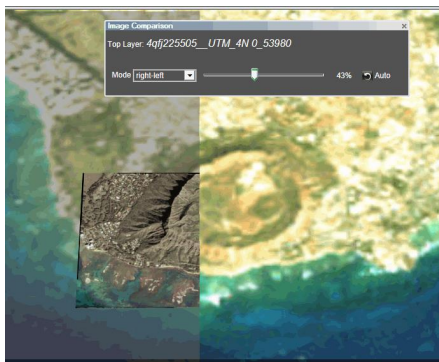 Image Comparison
Top Layer: 4qfj225505__UTM_4N 0_53980
Mode right-left 43% Auto